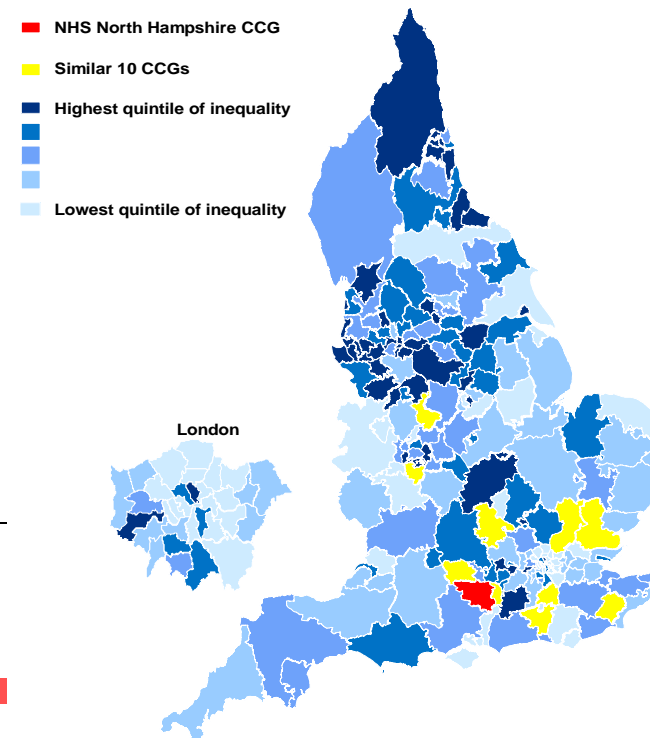 NHS North Hampshire CCG
Similar 10 CCGs
Highest quintile of inequality
Lowest quintile of inequality
London